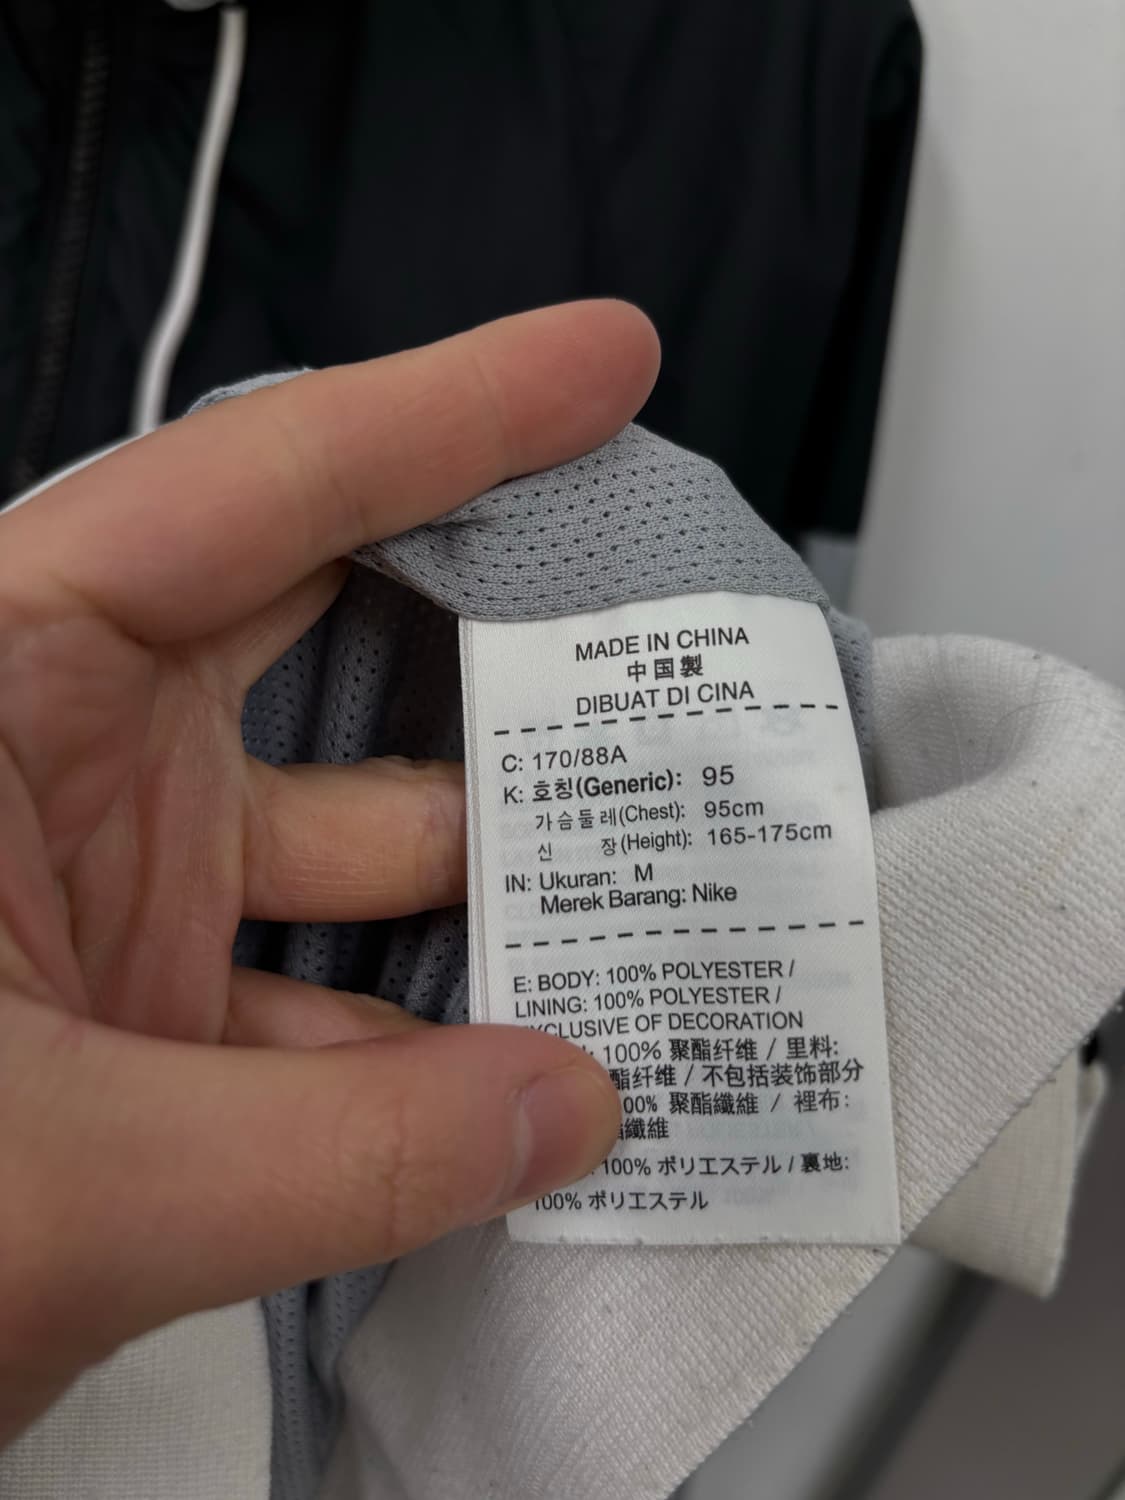 MADE IN CHINA
中国製
DIBUAT DI CINA
C: 170/88A
K: 호칭(Generic): 95
가슴둘레(Chest): 95cm
신 장(Height): 165-175cm
IN: Ukuran: M
Merek Barang: Nike
E: BODY: 100% POLYESTER /
LINING: 100% POLYESTER /
EXCLUSIVE OF DECORATION
100% 聚酯纤维 / 里料:
酯纤维 / 不包括装饰部分
00% 聚酯纖維 / 裡布:
纖維
100% ポリエステル / 裏地:
100% ポリエステル